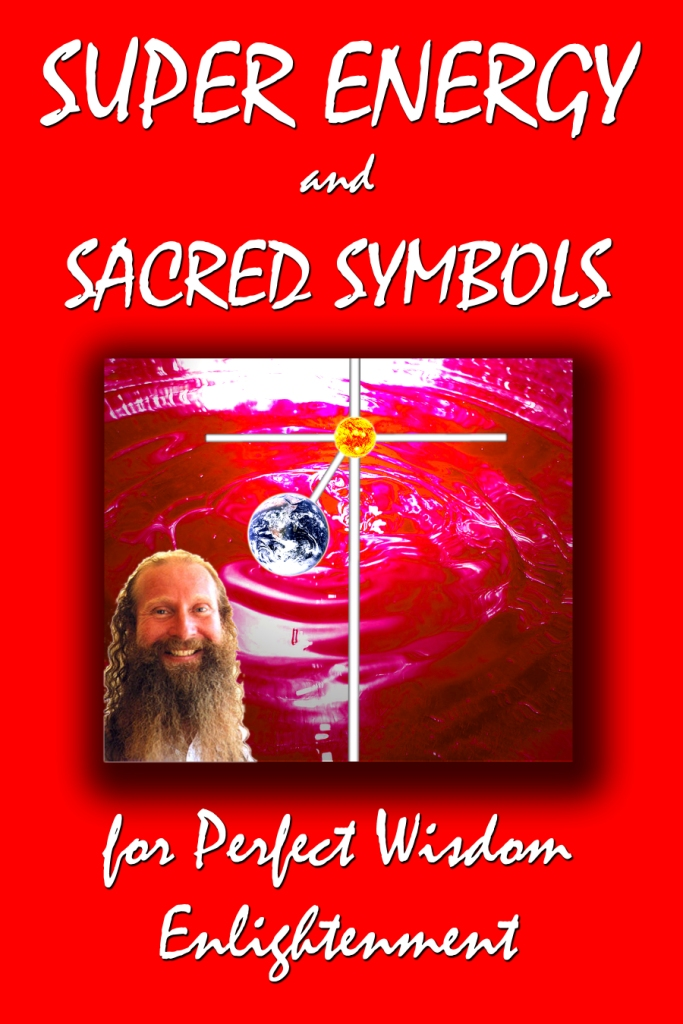 SUPER ENERGY
and
SACRED SYMBOLS
for Perfect Wisdom
Enlightenment